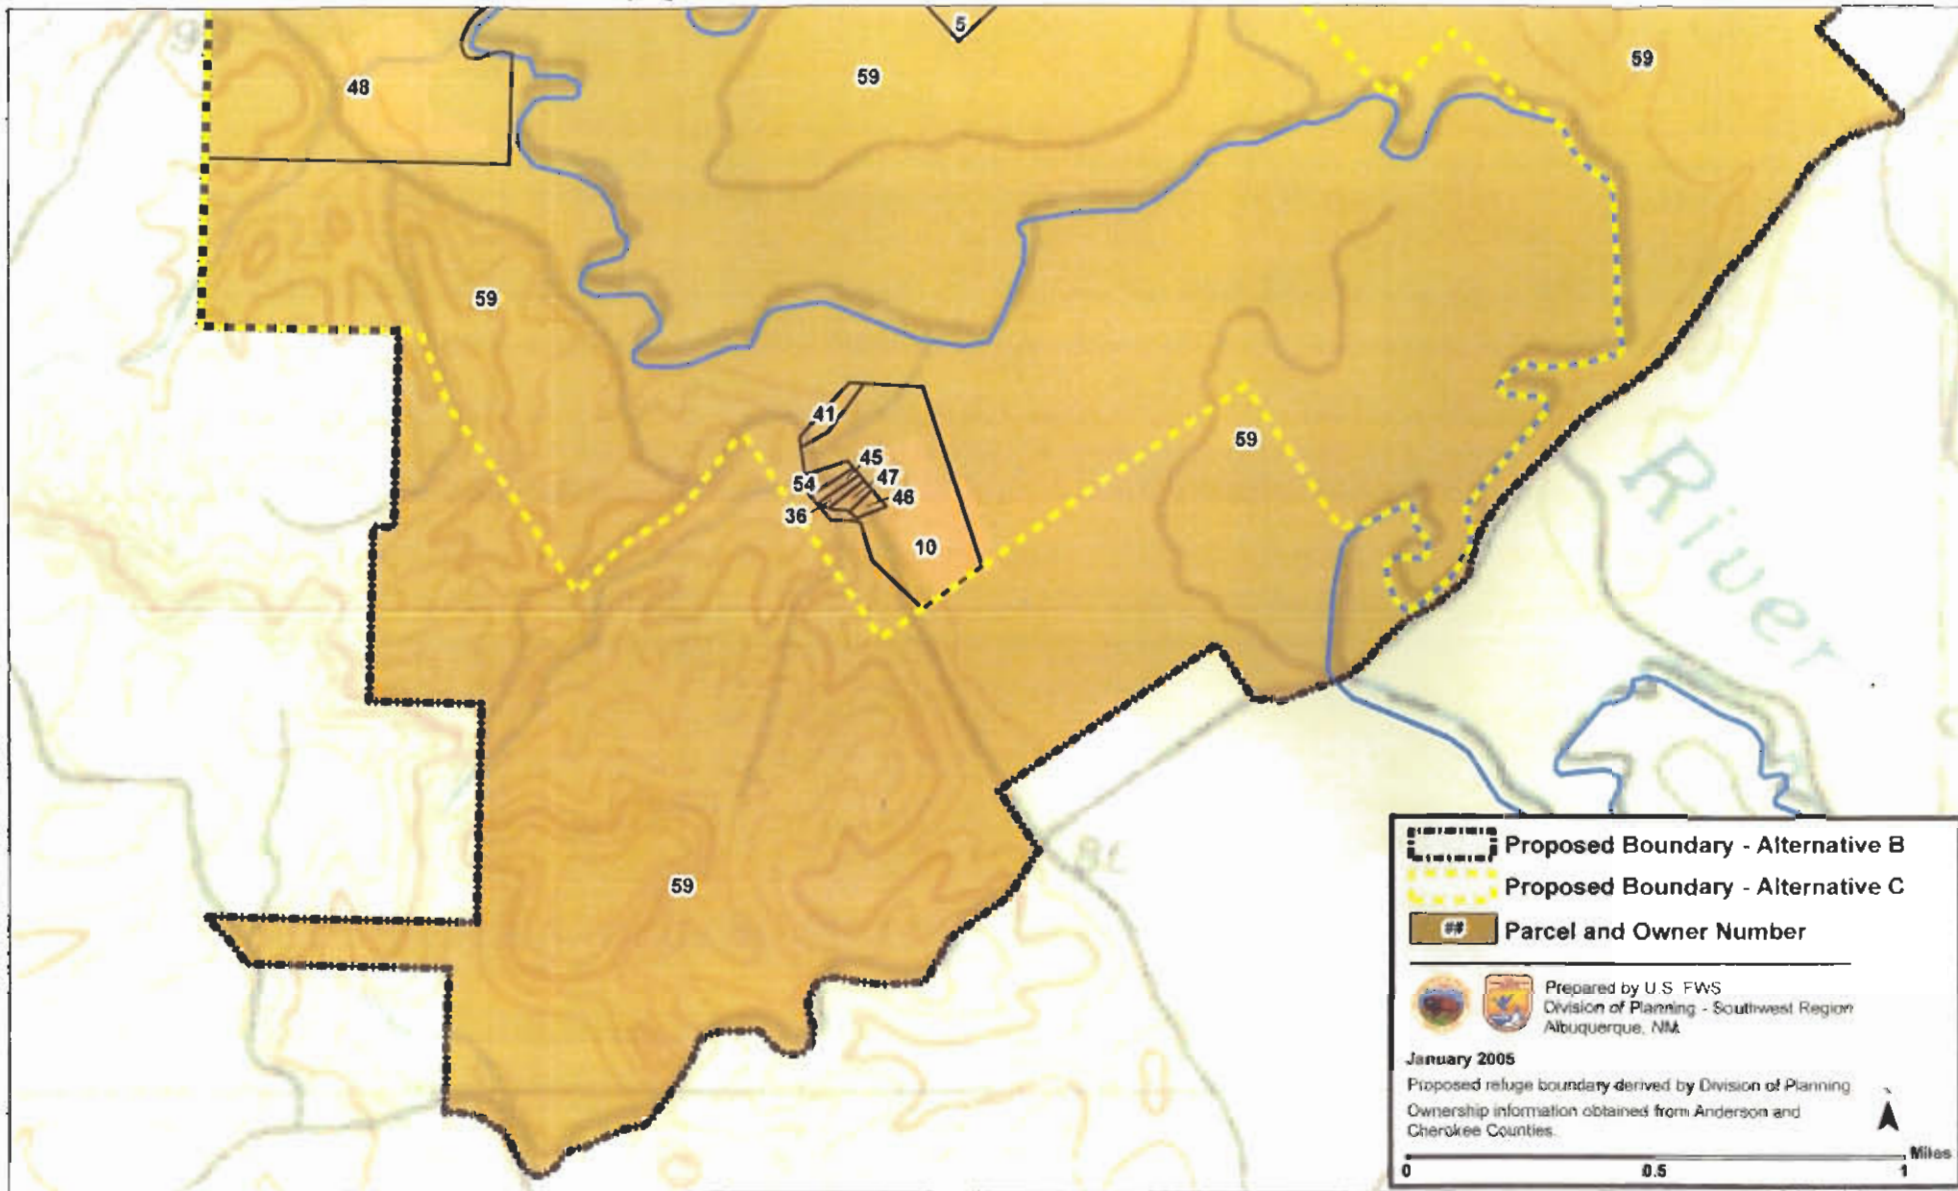 5
59
59
48
59
41
45
47
54
46
36
59
10
59
River
Proposed Boundary - Alternative B
Proposed Boundary - Alternative C
## Parcel and Owner Number
Prepared by U.S. FWS
Division of Planning - Southwest Region
Albuquerque, NM
January 2005
Proposed refuge boundary derived by Division of Planning
Ownership information obtained from Anderson and
Cherokee Counties.
Miles
0 0.5 1